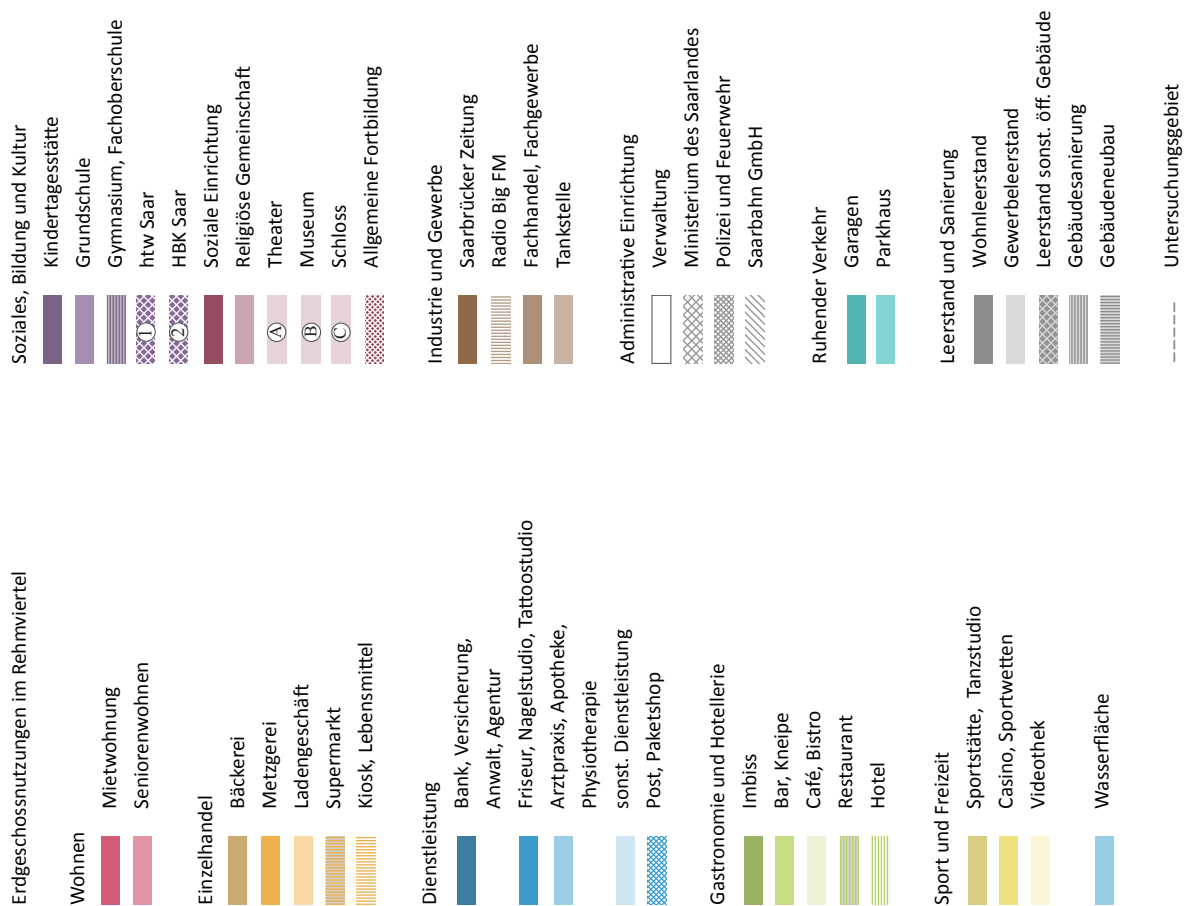 Erdgeschossnutzungen im Rehmviertel
Wohnen
Mietwohnung
Seniorenwohnen
Einzelhandel
Bäckerei
Metzgerei
Ladengeschäft
Supermarkt
Kiosk, Lebensmittel
Dienstleistung
Bank, Versicherung,
Anwalt, Agentur
Friseur, Nagelstudio, Tattoostudio
Arztpraxis, Apotheke,
Physiotherapie
sonst. Dienstleistung
Post, Paketshop
Gastronomie und Hotellerie
Imbiss
Bar, Kneipe
Café, Bistro
Restaurant
Hotel
Sport und Freizeit
Sportstätte, Tanzstudio
Casino, Sportwetten
Videothek
Wasserfläche
Soziales, Bildung und Kultur
Kindertagesstätte
Grundschule
Gymnasium, Fachoberschule
1 htw Saar
2 HBK Saar
Soziale Einrichtung
Religiöse Gemeinschaft
A Theater
B Museum
C Schloss
Allgemeine Fortbildung
Industrie und Gewerbe
Saarbrücker Zeitung
Radio Big FM
Fachhandel, Fachgewerbe
Tankstelle
Administrative Einrichtung
Verwaltung
Ministerium des Saarlandes
Polizei und Feuerwehr
Saarbahn GmbH
Ruhender Verkehr
Garagen
Parkhaus
Leerstand und Sanierung
Wohnleerstand
Gewerbeleerstand
Leerstand sonst. öff. Gebäude
Gebäudesanierung
Gebäudeneubau
Untersuchungsgebiet